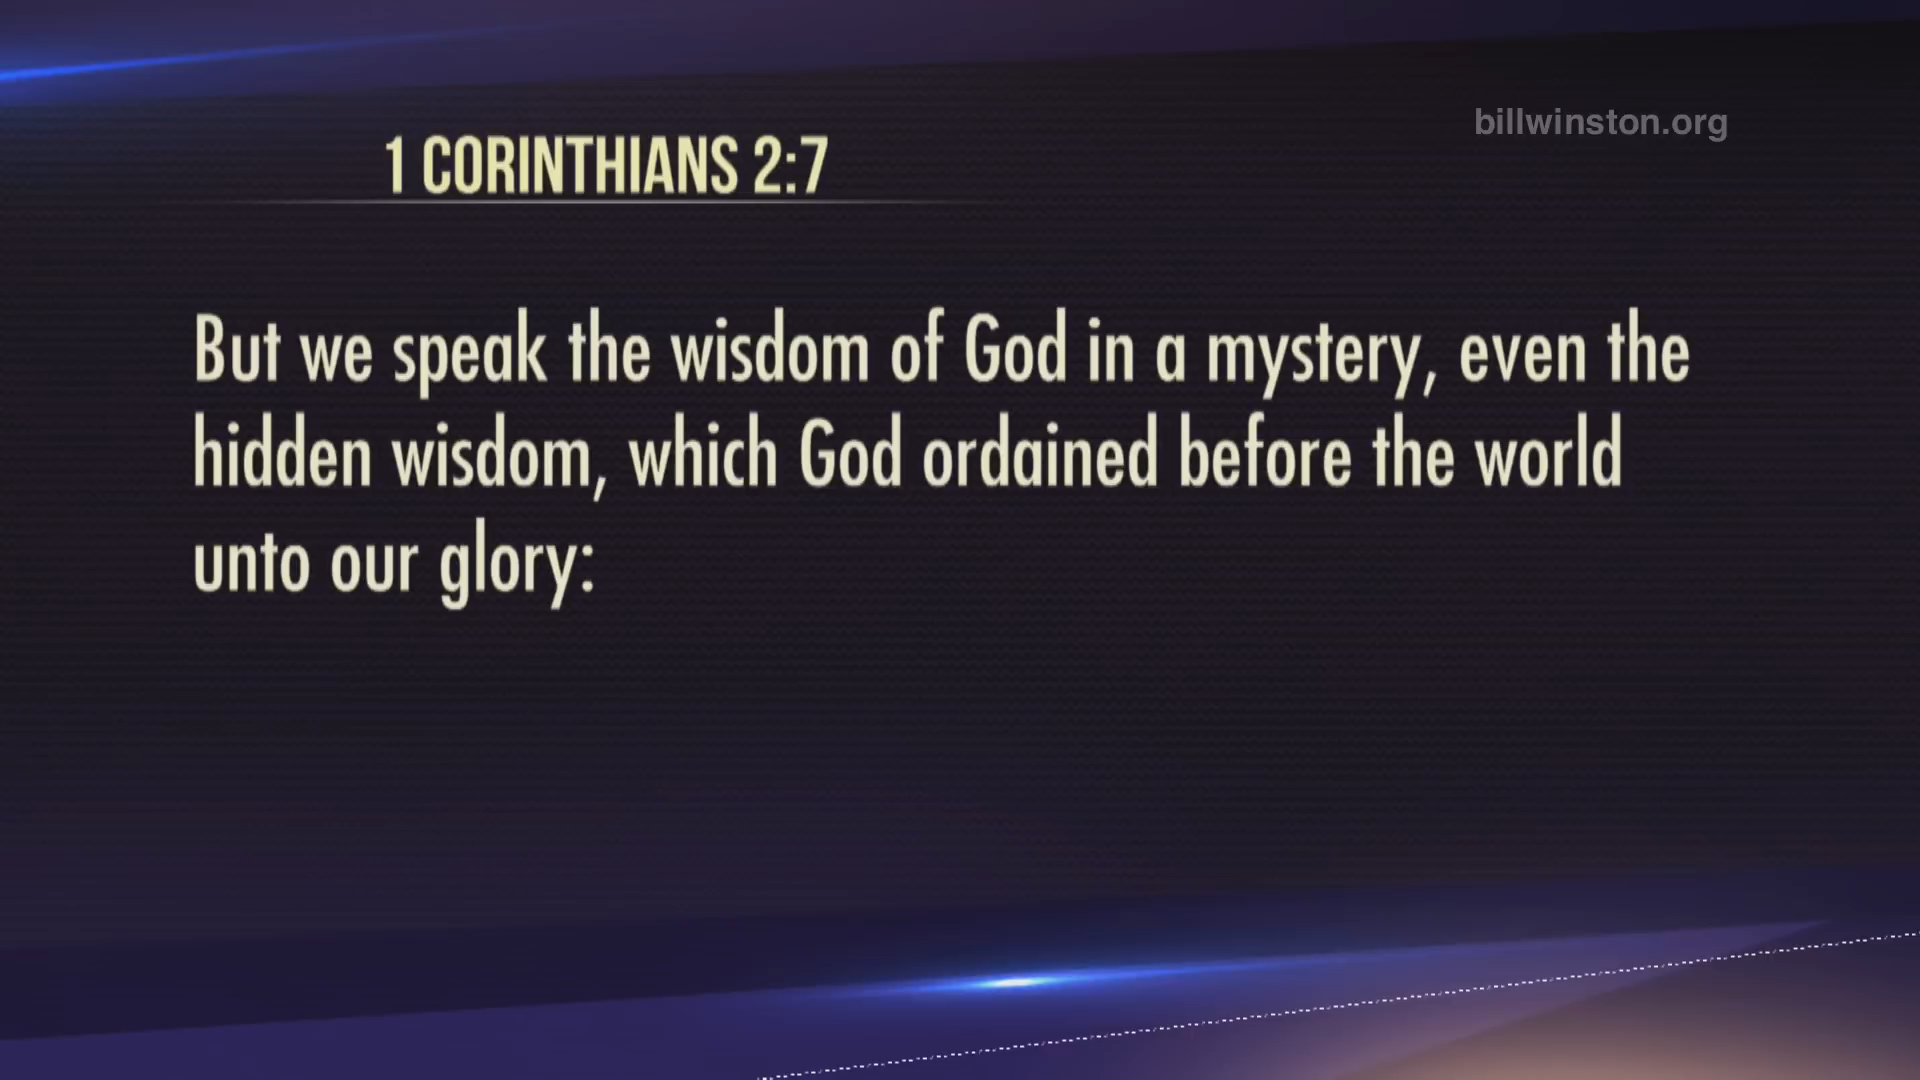 billwinston.org
1 CORINTHIANS 2:7
But we speak the wisdom of God in a mystery, even the
hidden wisdom, which God ordained before the world
unto our glory: